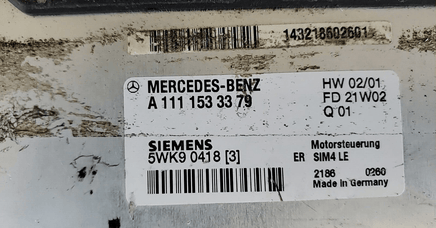 143218602601
MERCEDES-BENZ HW 02/01
A 111 153 33 79 FD 21W02
Q 01
SIEMENS Motorsteuerung
5WK9 0418 [3] ER SIM4 LE
2186 0260
Made in Germany